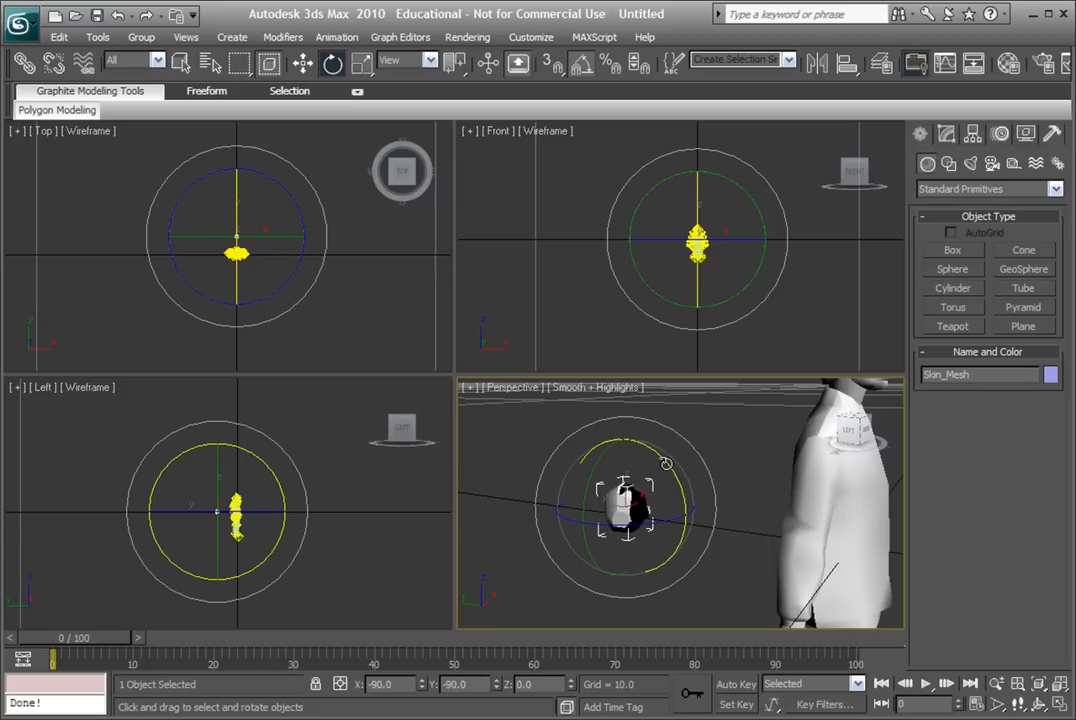 Autodesk 3ds Max 2010 Educational - Not for Commercial Use Untitled
Type a keyword or phrase
Edit Tools Group Views Create Modifiers Animation Graph Editors Rendering Customize MAXScript Help
All View Create Selection Se
Graphite Modeling Tools Freeform Selection
Polygon Modeling
[ + ] [ Top ] [ Wireframe ]
[ + ] [ Front ] [ Wireframe ]
TOP
FRONT
Standard Primitives
Object Type
AutoGrid
Box Cone
Sphere GeoSphere
Cylinder Tube
Torus Pyramid
Teapot Plane
Name and Color
Skin_Mesh
[ + ] [ Left ] [ Wireframe ]
[ + ] [ Perspective ] [ Smooth + Highlights ]
LEFT
LEFT
0 / 100
0 10 20 30 40 50 60 70 80 90 100
1 Object Selected X: -90.0 Y: -90.0 Z: 0.0 Grid = 10.0 Auto Key Selected
Done! Click and drag to select and rotate objects Add Time Tag Set Key Key Filters... 0